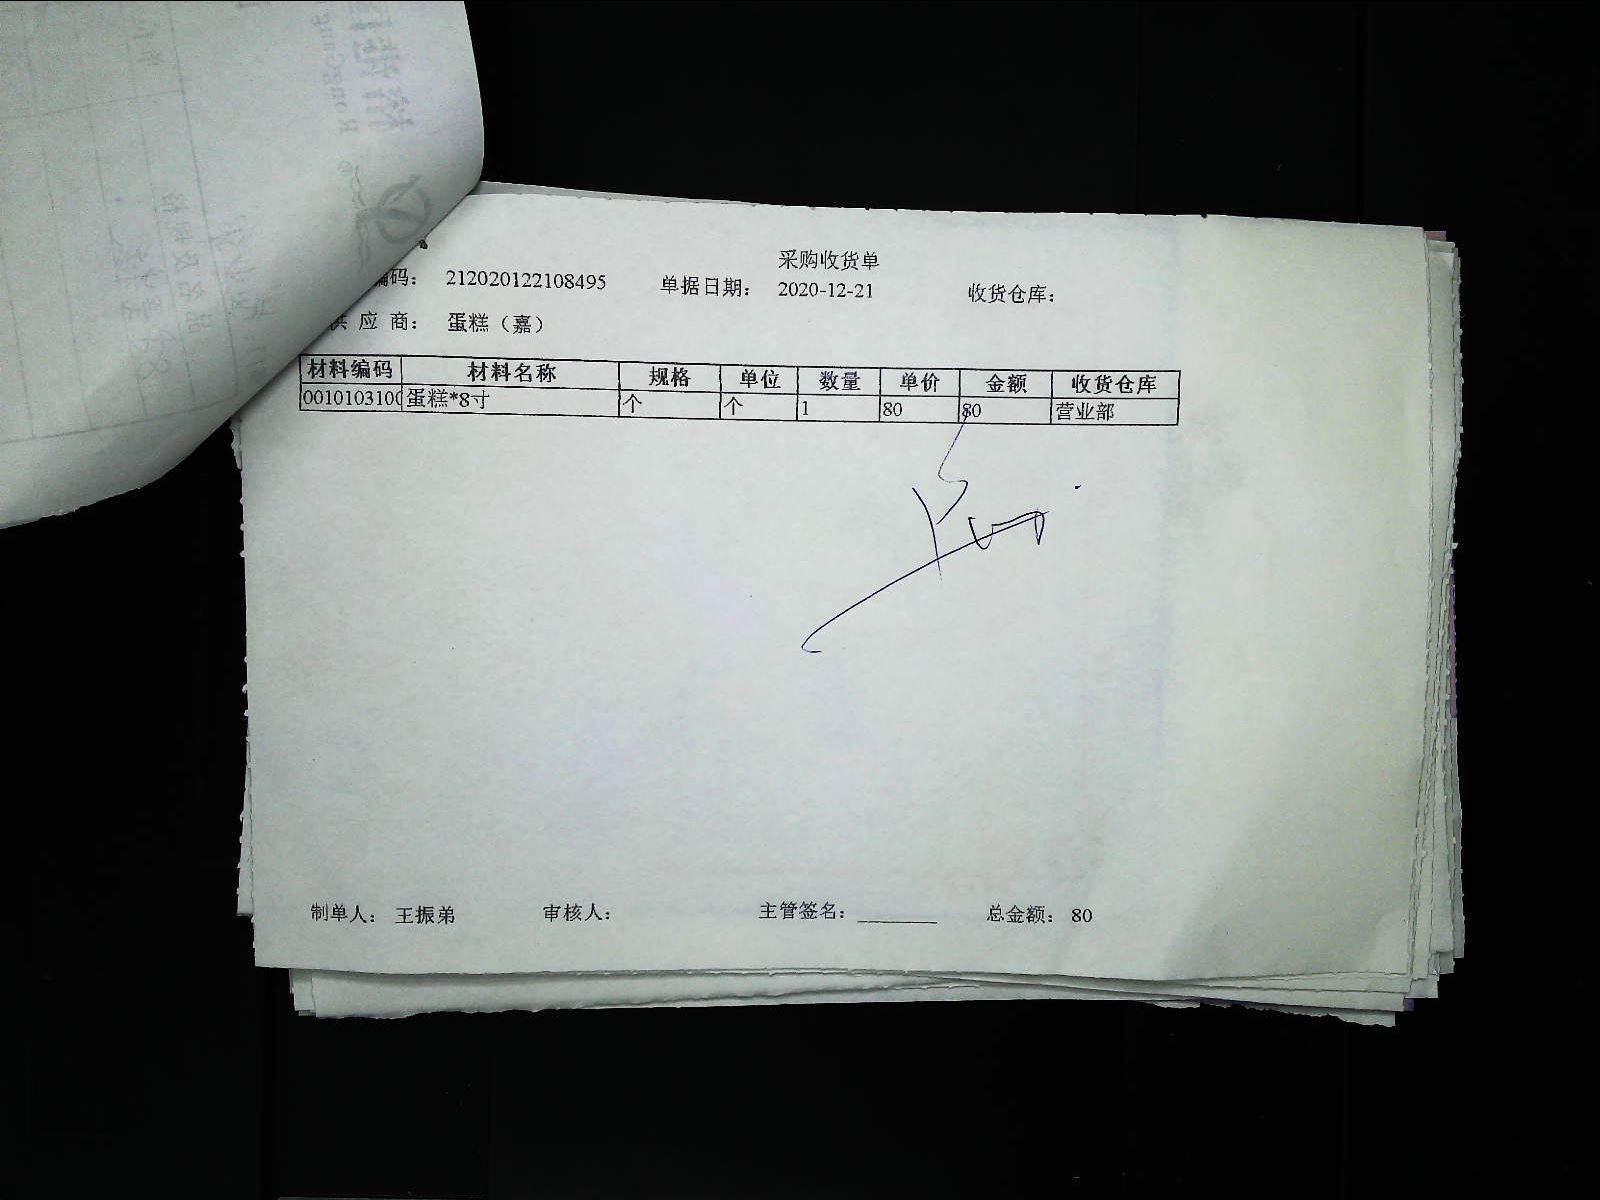 采购收货单
编码： 212020122108495 单据日期： 2020-12-21 收货仓库：
供 应 商： 蛋糕（嘉）
材料编码 材料名称 规格 单位 数量 单价 金额 收货仓库
0010103100 蛋糕*8寸 个 个 1 80 80 营业部
制单人： 王振弟 审核人： 主管签名： ________ 总金额： 80